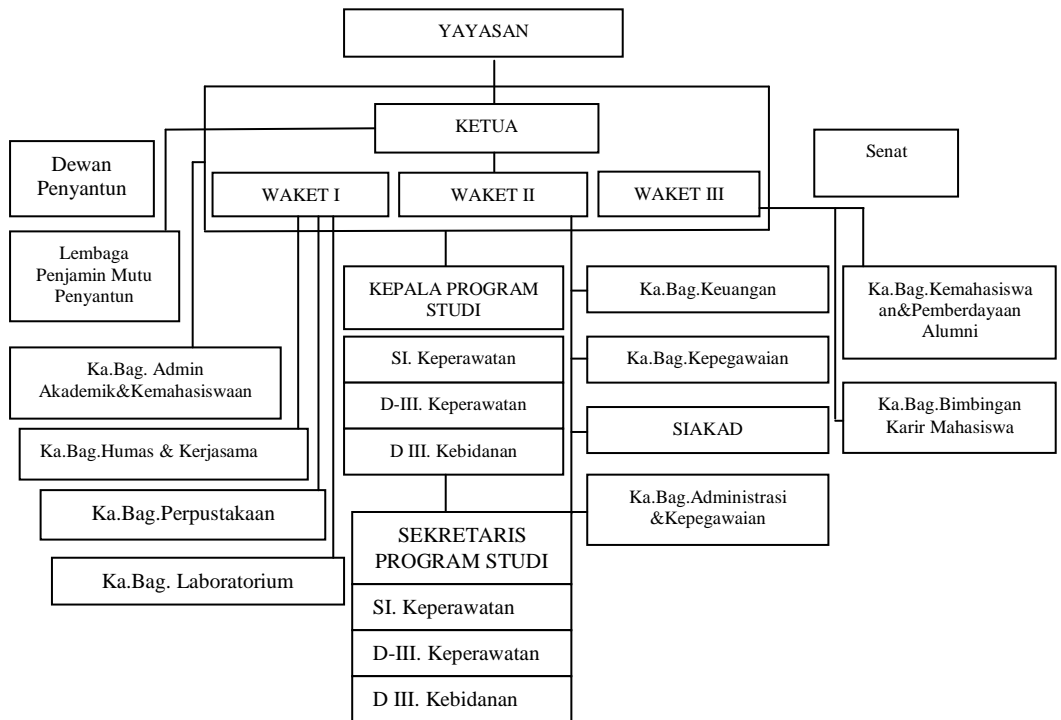 YAYASAN
KETUA
Dewan
Penyantun
Senat
WAKET I
WAKET II
WAKET III
Lembaga
Penjamin Mutu
Penyantun
KEPALA PROGRAM
STUDI
SI. Keperawatan
D-III. Keperawatan
D III. Kebidanan
Ka.Bag.Keuangan
Ka.Bag.Kepegawaian
SIAKAD
Ka.Bag.Administrasi
&Kepegawaian
Ka.Bag.Kemahasiswa
an&Pemberdayaan
Alumni
Ka.Bag.Bimbingan
Karir Mahasiswa
Ka.Bag. Admin
Akademik&Kemahasiswaan
Ka.Bag.Humas & Kerjasama
Ka.Bag.Perpustakaan
Ka.Bag. Laboratorium
SEKRETARIS
PROGRAM STUDI
SI. Keperawatan
D-III. Keperawatan
D III. Kebidanan